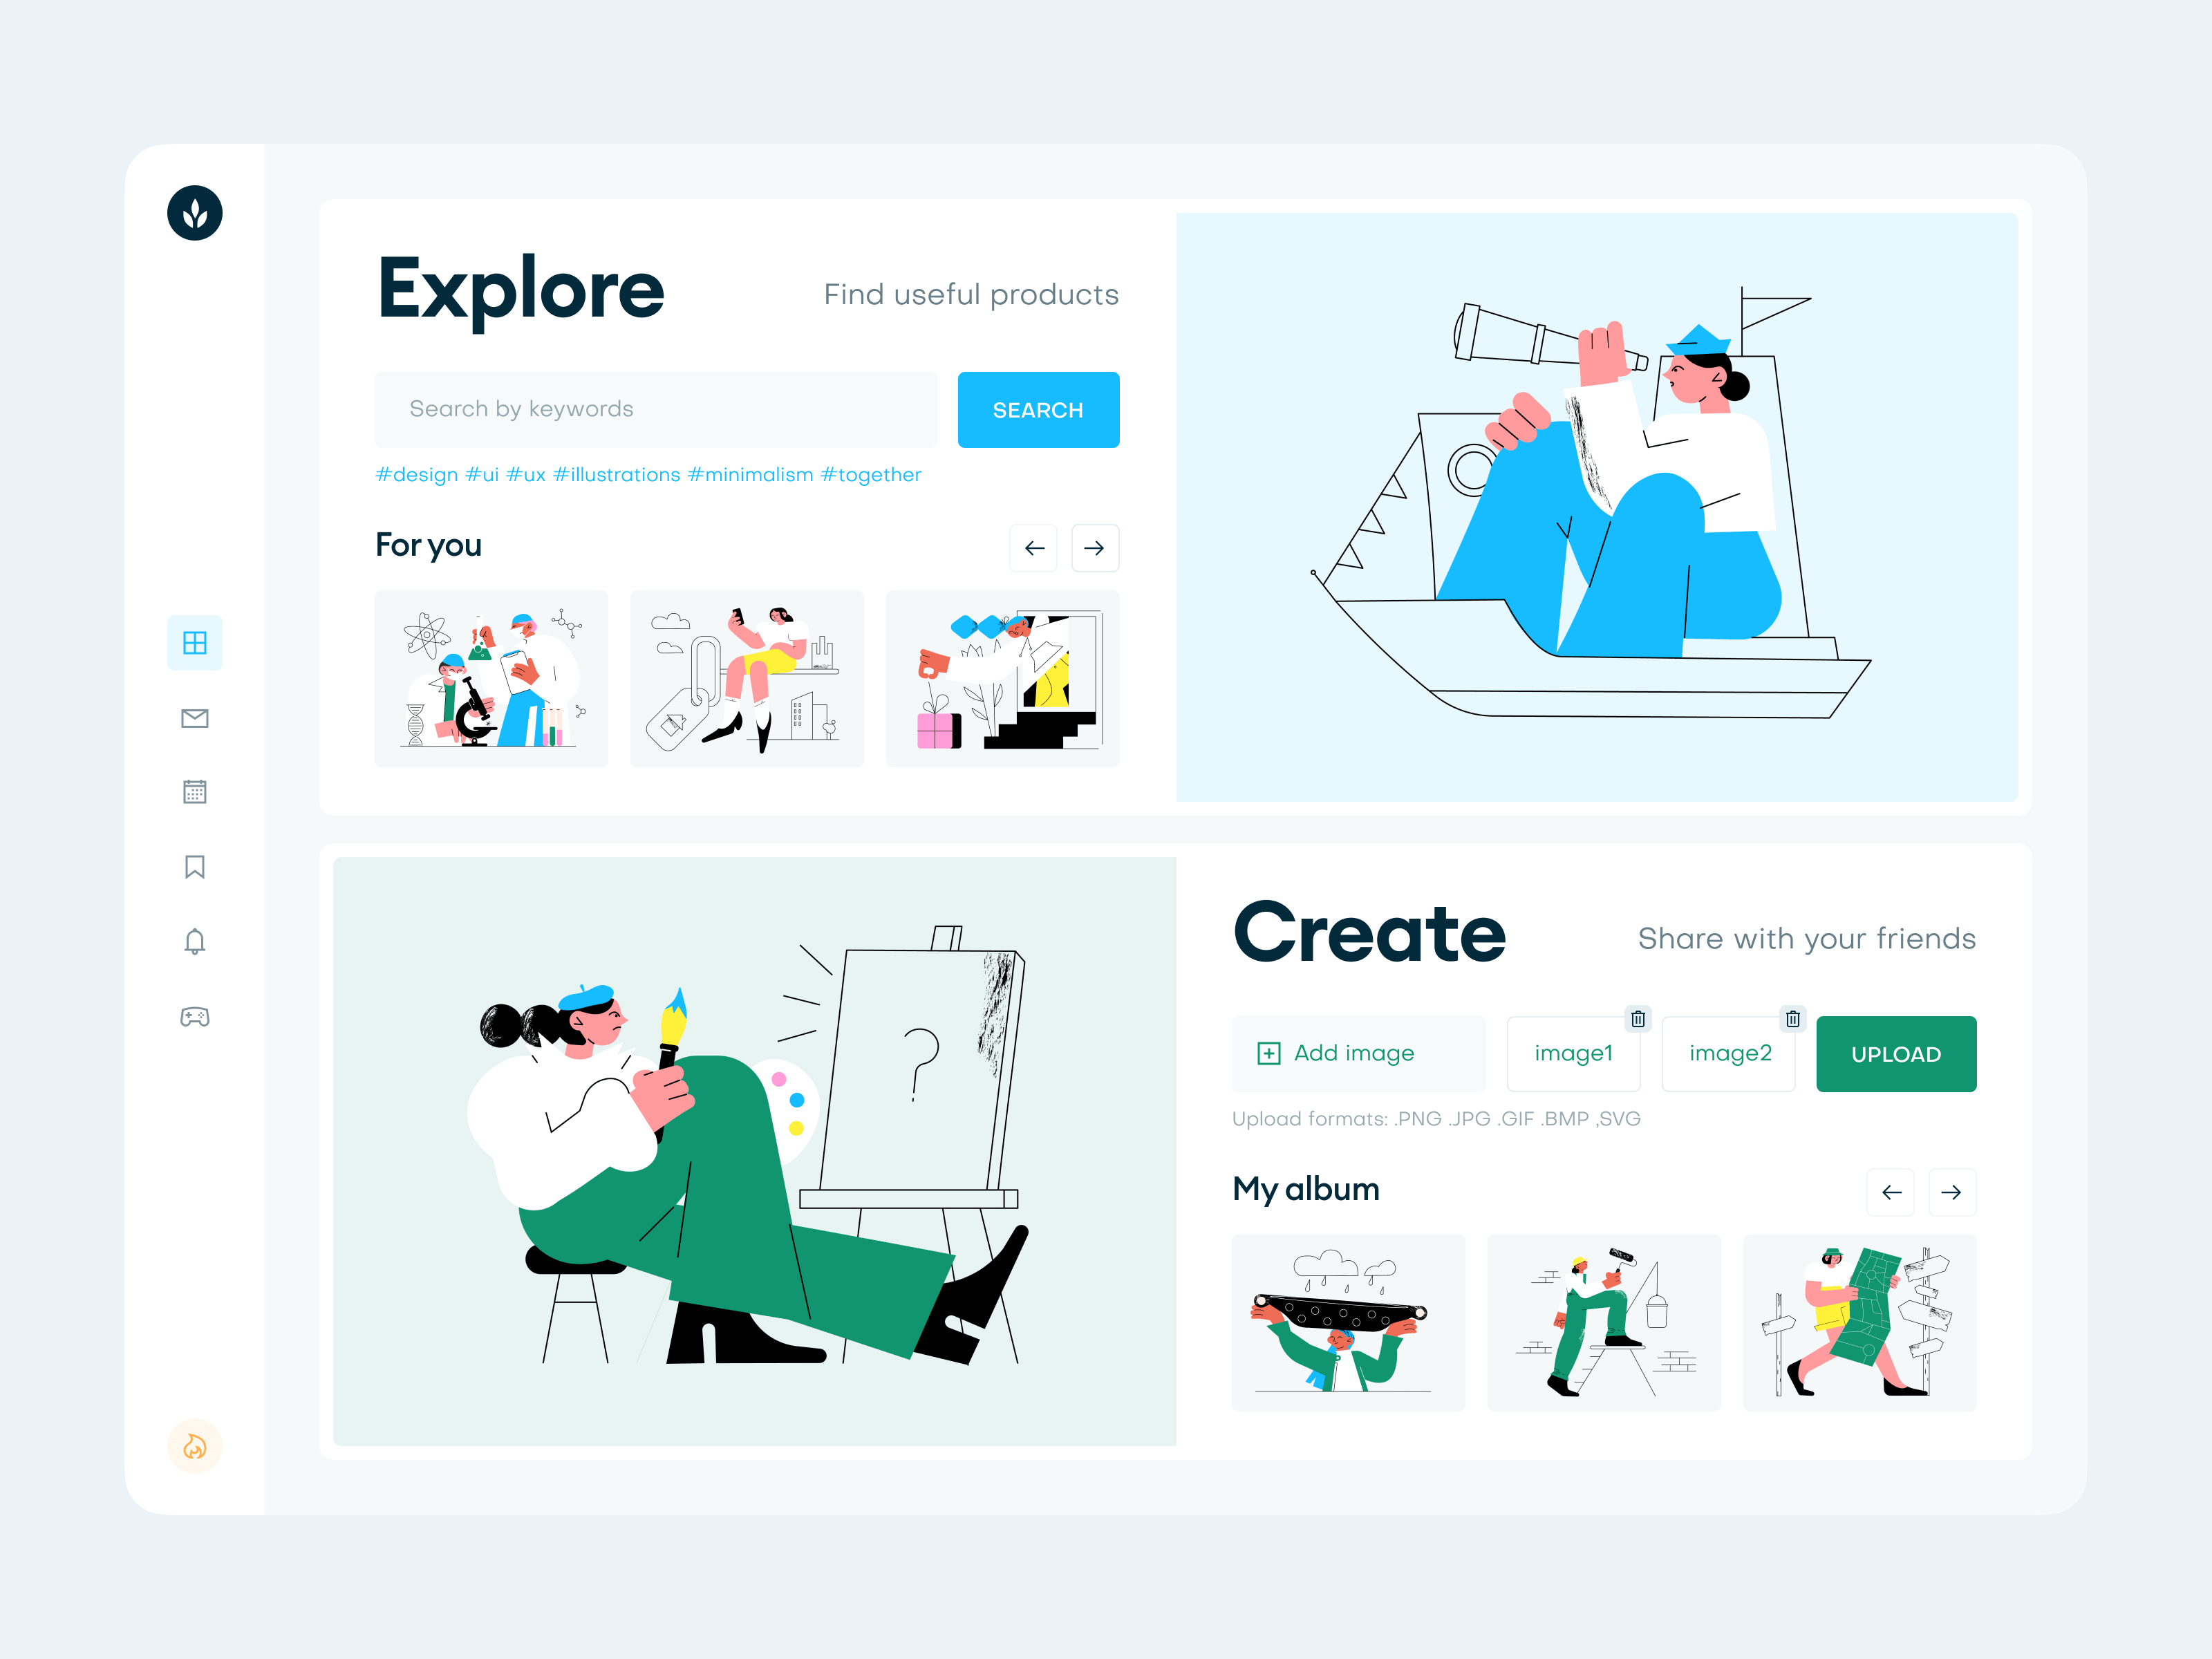 Explore
Find useful products
Search by keywords
SEARCH
#design #ui #ux #illustrations #minimalism #together
For you
Create
Share with your friends
Add image
image1
image2
UPLOAD
Upload formats: .PNG .JPG .GIF .BMP ,SVG
My album
?